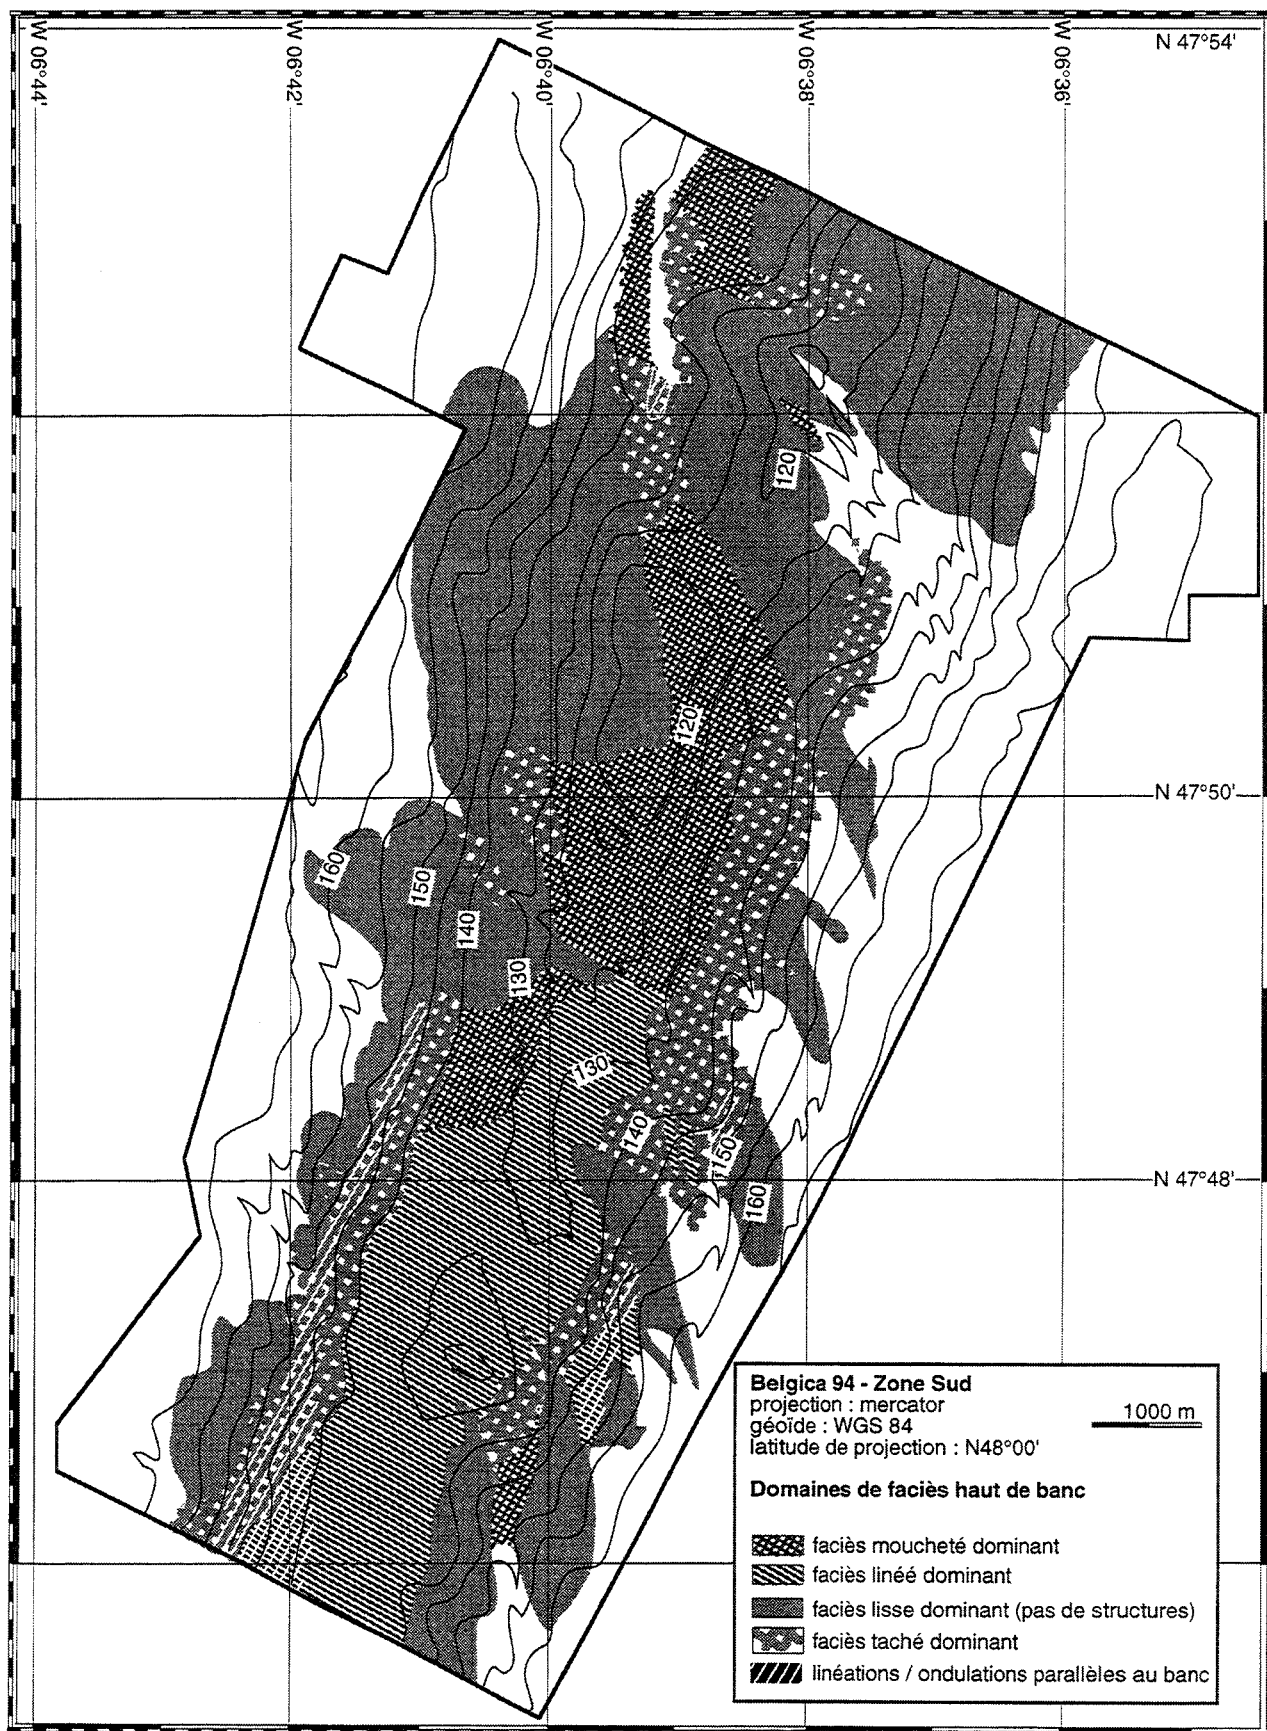 W 06°44'
W 06°42'
W 06°40'
W 06°38'
W 06°36'
N 47°54'
120
120
N 47°50'
160
150
140
130
130
140
150
N 47°48'
160
Belgica 94 - Zone Sud
projection : mercator
géoïde : WGS 84
latitude de projection : N48°00'
1000 m
Domaines de faciès haut de banc
faciès moucheté dominant
faciès linéé dominant
faciès lisse dominant (pas de structures)
faciès taché dominant
linéations / ondulations parallèles au banc